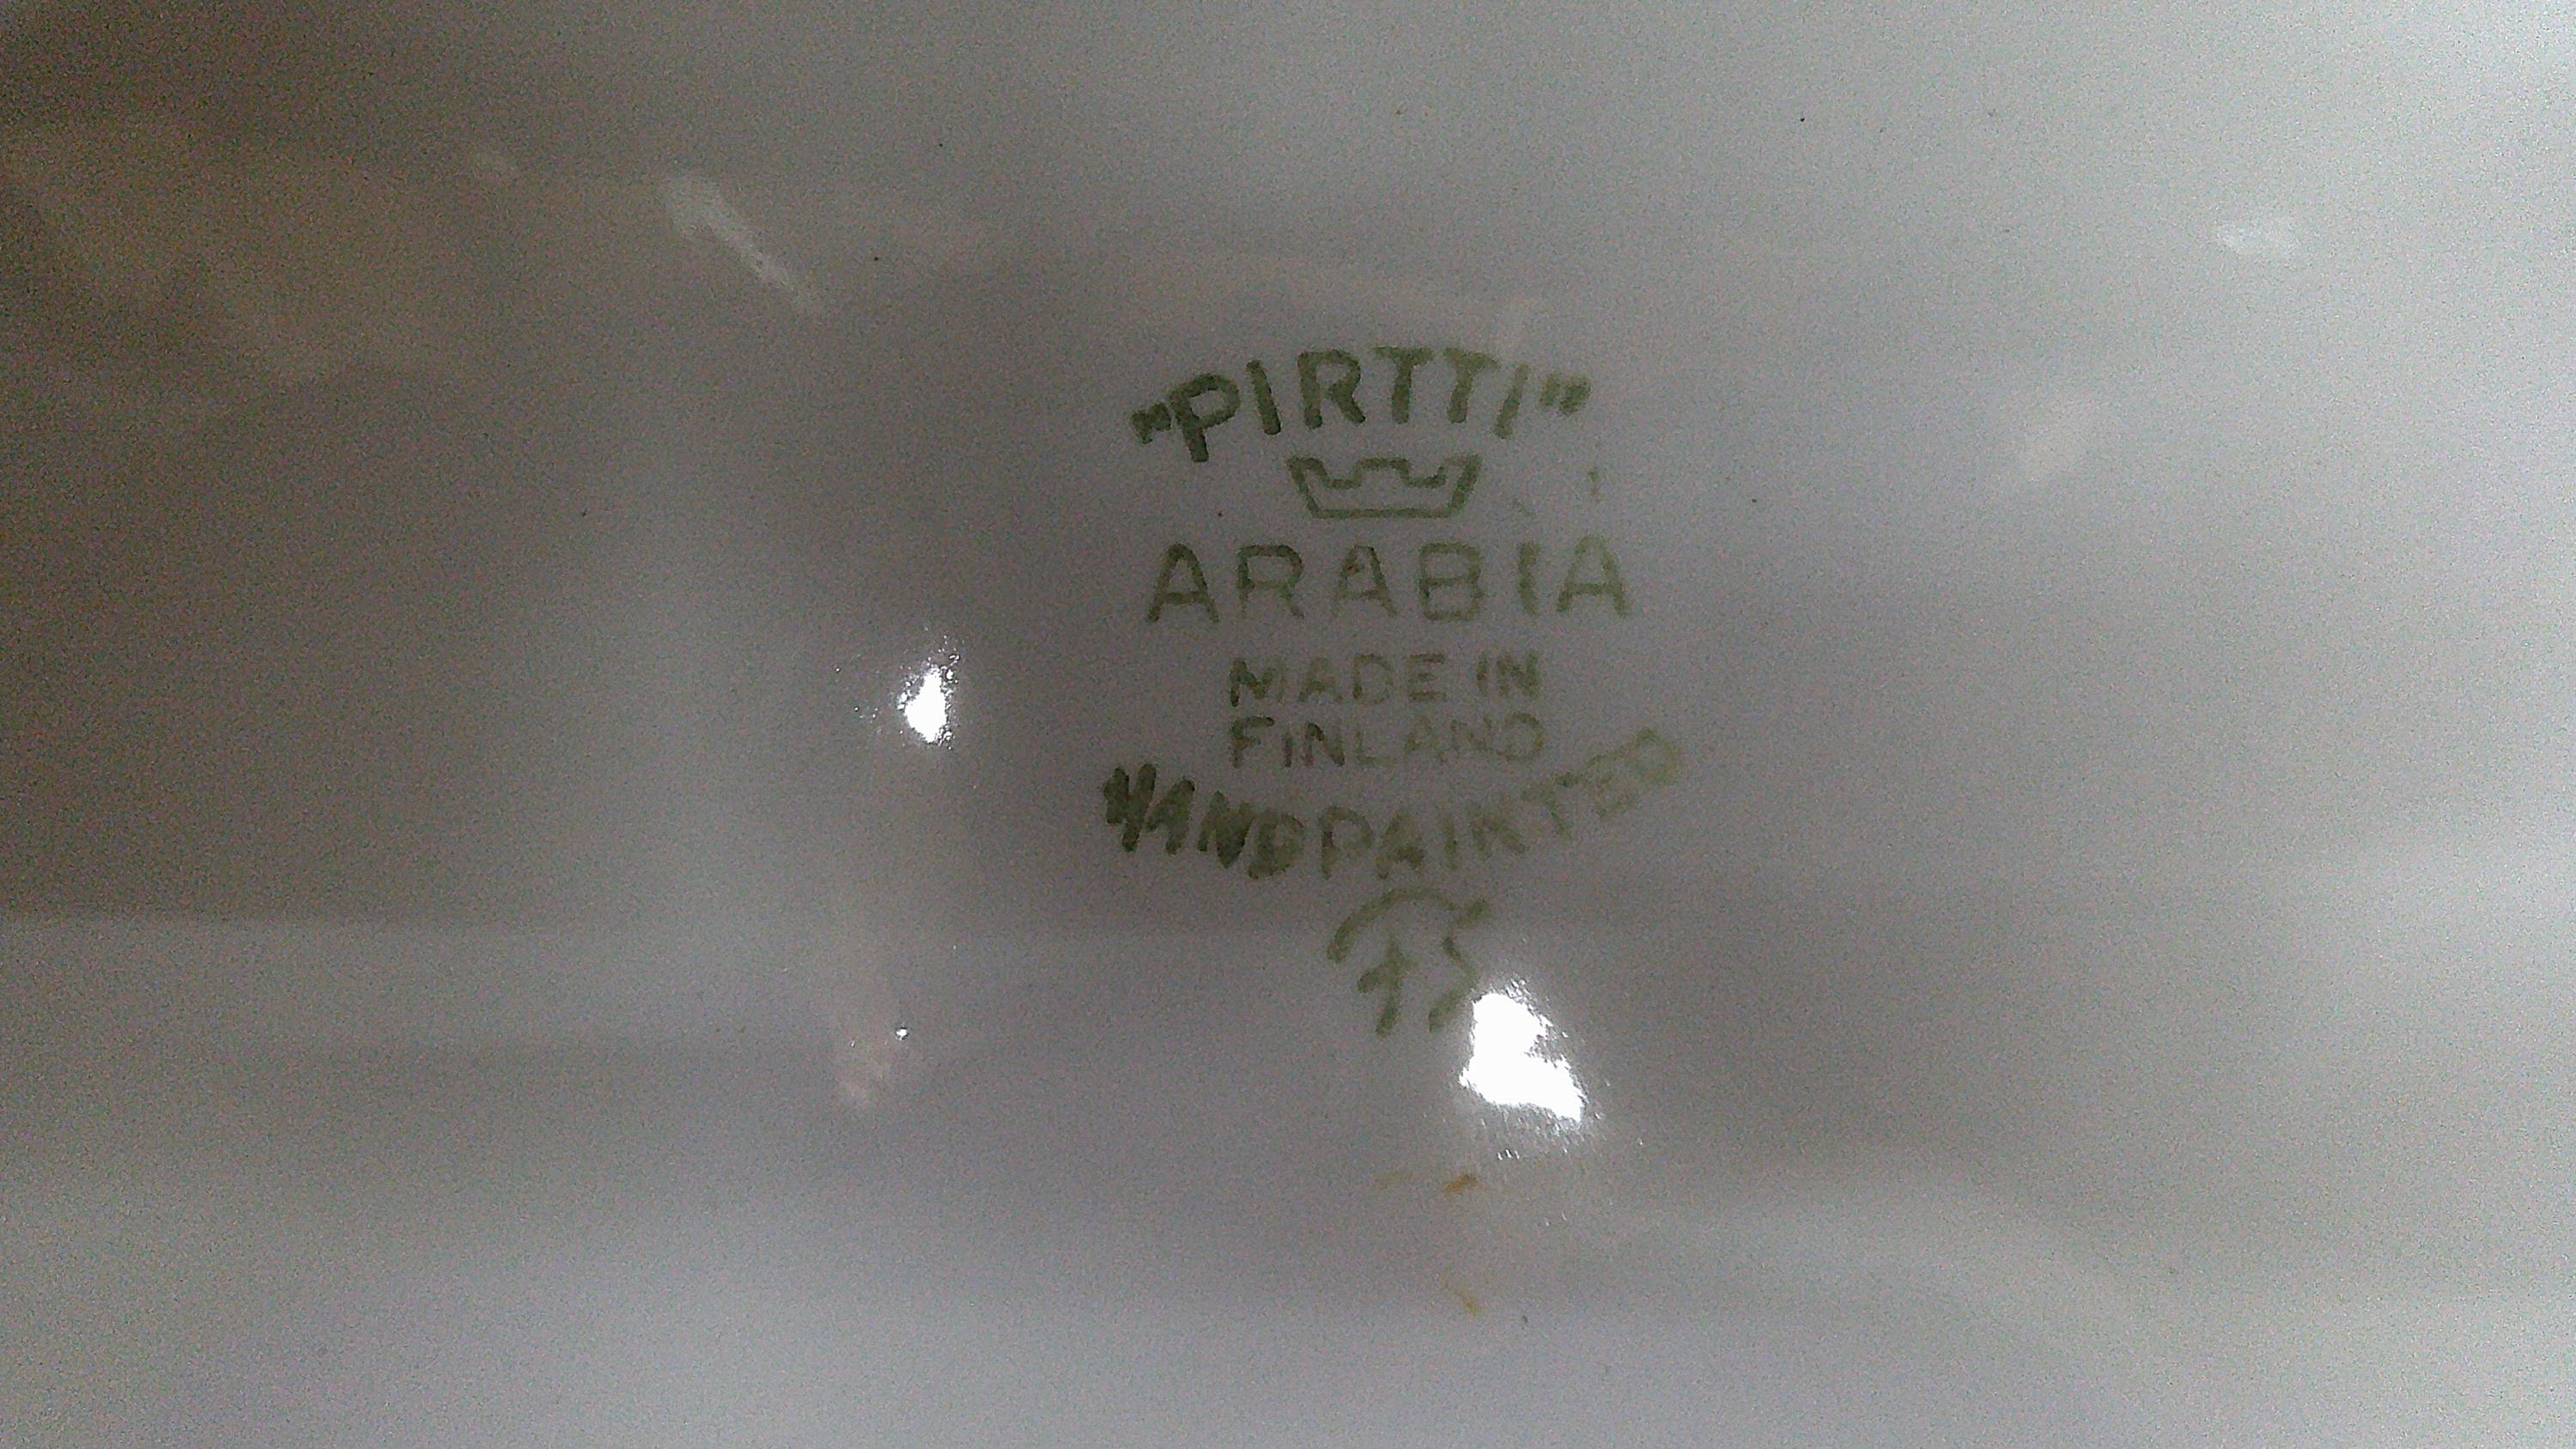 "PIRTTI"
ARABIA
MADE IN
FINLAND
HANDPAINTED